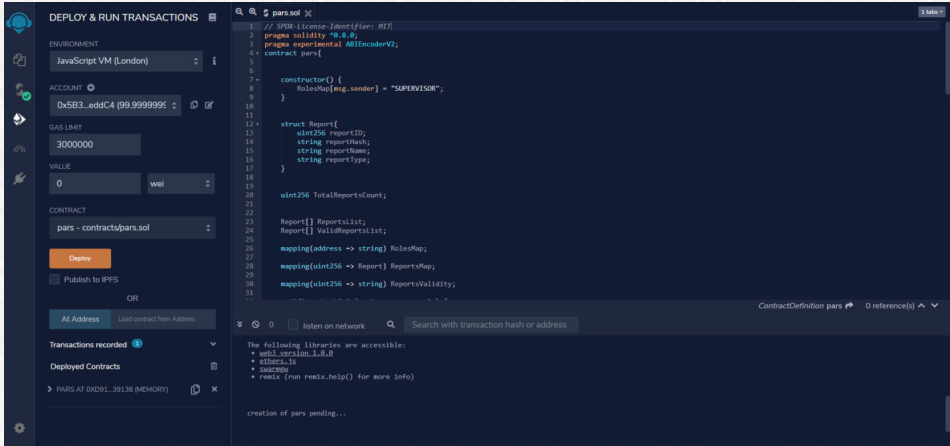 DEPLOY & RUN TRANSACTIONS
ENVIRONMENT
JavaScript VM (London)
ACCOUNT
0x5B3...eddC4 (99.9999999
GAS LIMIT
3000000
VALUE
0
wei
CONTRACT
pars - contracts/pars.sol
Deploy
Publish to IPFS
OR
At Address
Load contract from Address
Transactions recorded 1
Deployed Contracts
PARS AT 0XD91...39138 (MEMORY)
pars.sol
1 tabs
1 // SPDX-License-Identifier: MIT
2 pragma solidity ^0.8.0;
3 pragma experimental ABIEncoderV2;
4 contract pars{
5
6
7 constructor() {
8 RolesMap[msg.sender] = "SUPERVISOR";
9 }
10
11
12 struct Report{
13 uint256 reportID;
14 string reportHash;
15 string reportName;
16 string reportType;
17 }
18
19
20 uint256 TotalReportsCount;
21
22
23 Report[] ReportsList;
24 Report[] ValidReportsList;
25
26 mapping(address => string) RolesMap;
27
28 mapping(uint256 => Report) ReportsMap;
29
30 mapping(uint256 => string) ReportsValidity;
31
ContractDefinition pars
0 reference(s)
0
listen on network
Search with transaction hash or address
The following libraries are accessible:
• web3 version 1.0.0
• ethers.js
• swarmgw
• remix (run remix.help() for more info)
creation of pars pending...